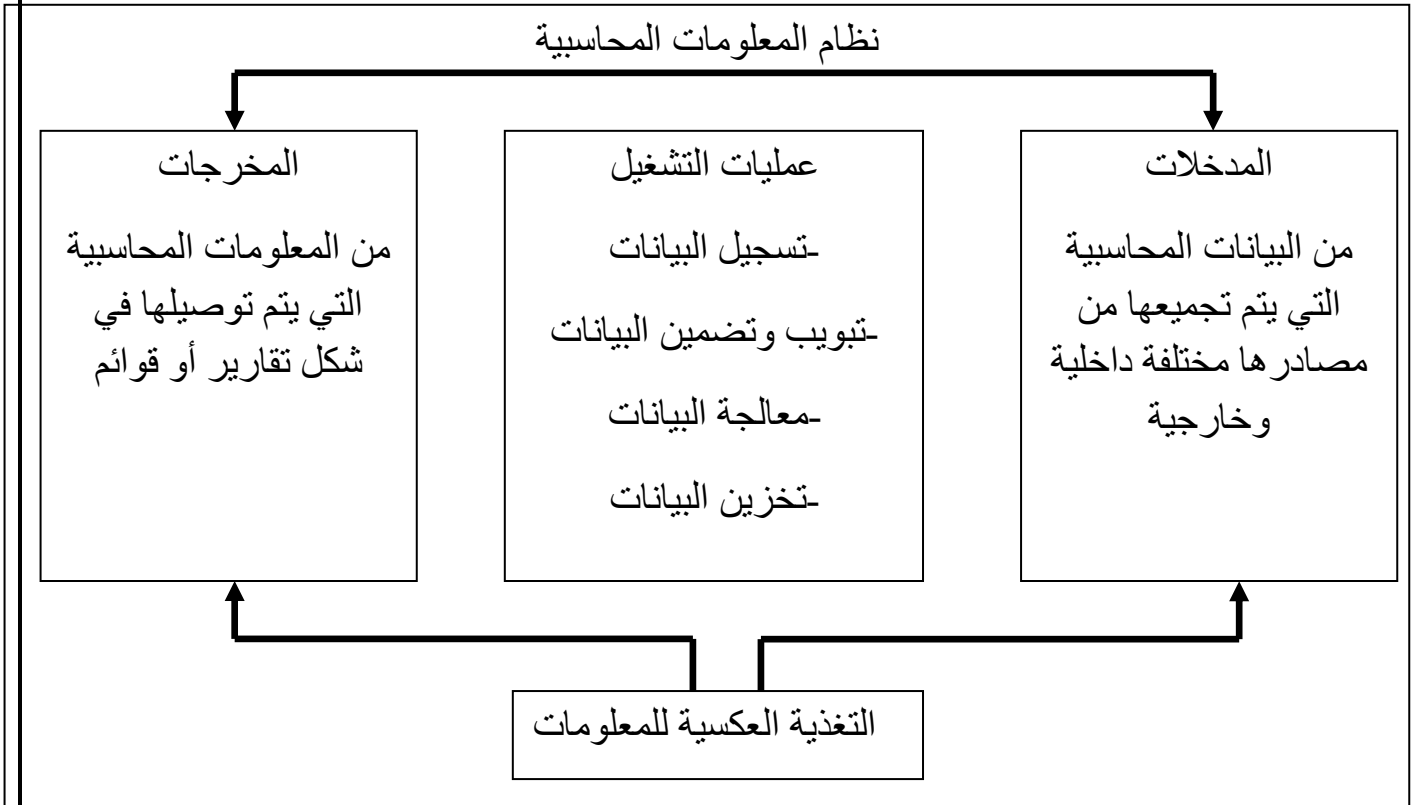 نظام المعلومات المحاسبية
المدخلات
من البيانات المحاسبية
التي يتم تجميعها من
مصادرها مختلفة داخلية
وخارجية
عمليات التشغيل
-تسجيل البيانات
-تبويب وتضمين البيانات
-معالجة البيانات
-تخزين البيانات
المخرجات
من المعلومات المحاسبية
التي يتم توصيلها في
شكل تقارير أو قوائم
التغذية العكسية للمعلومات